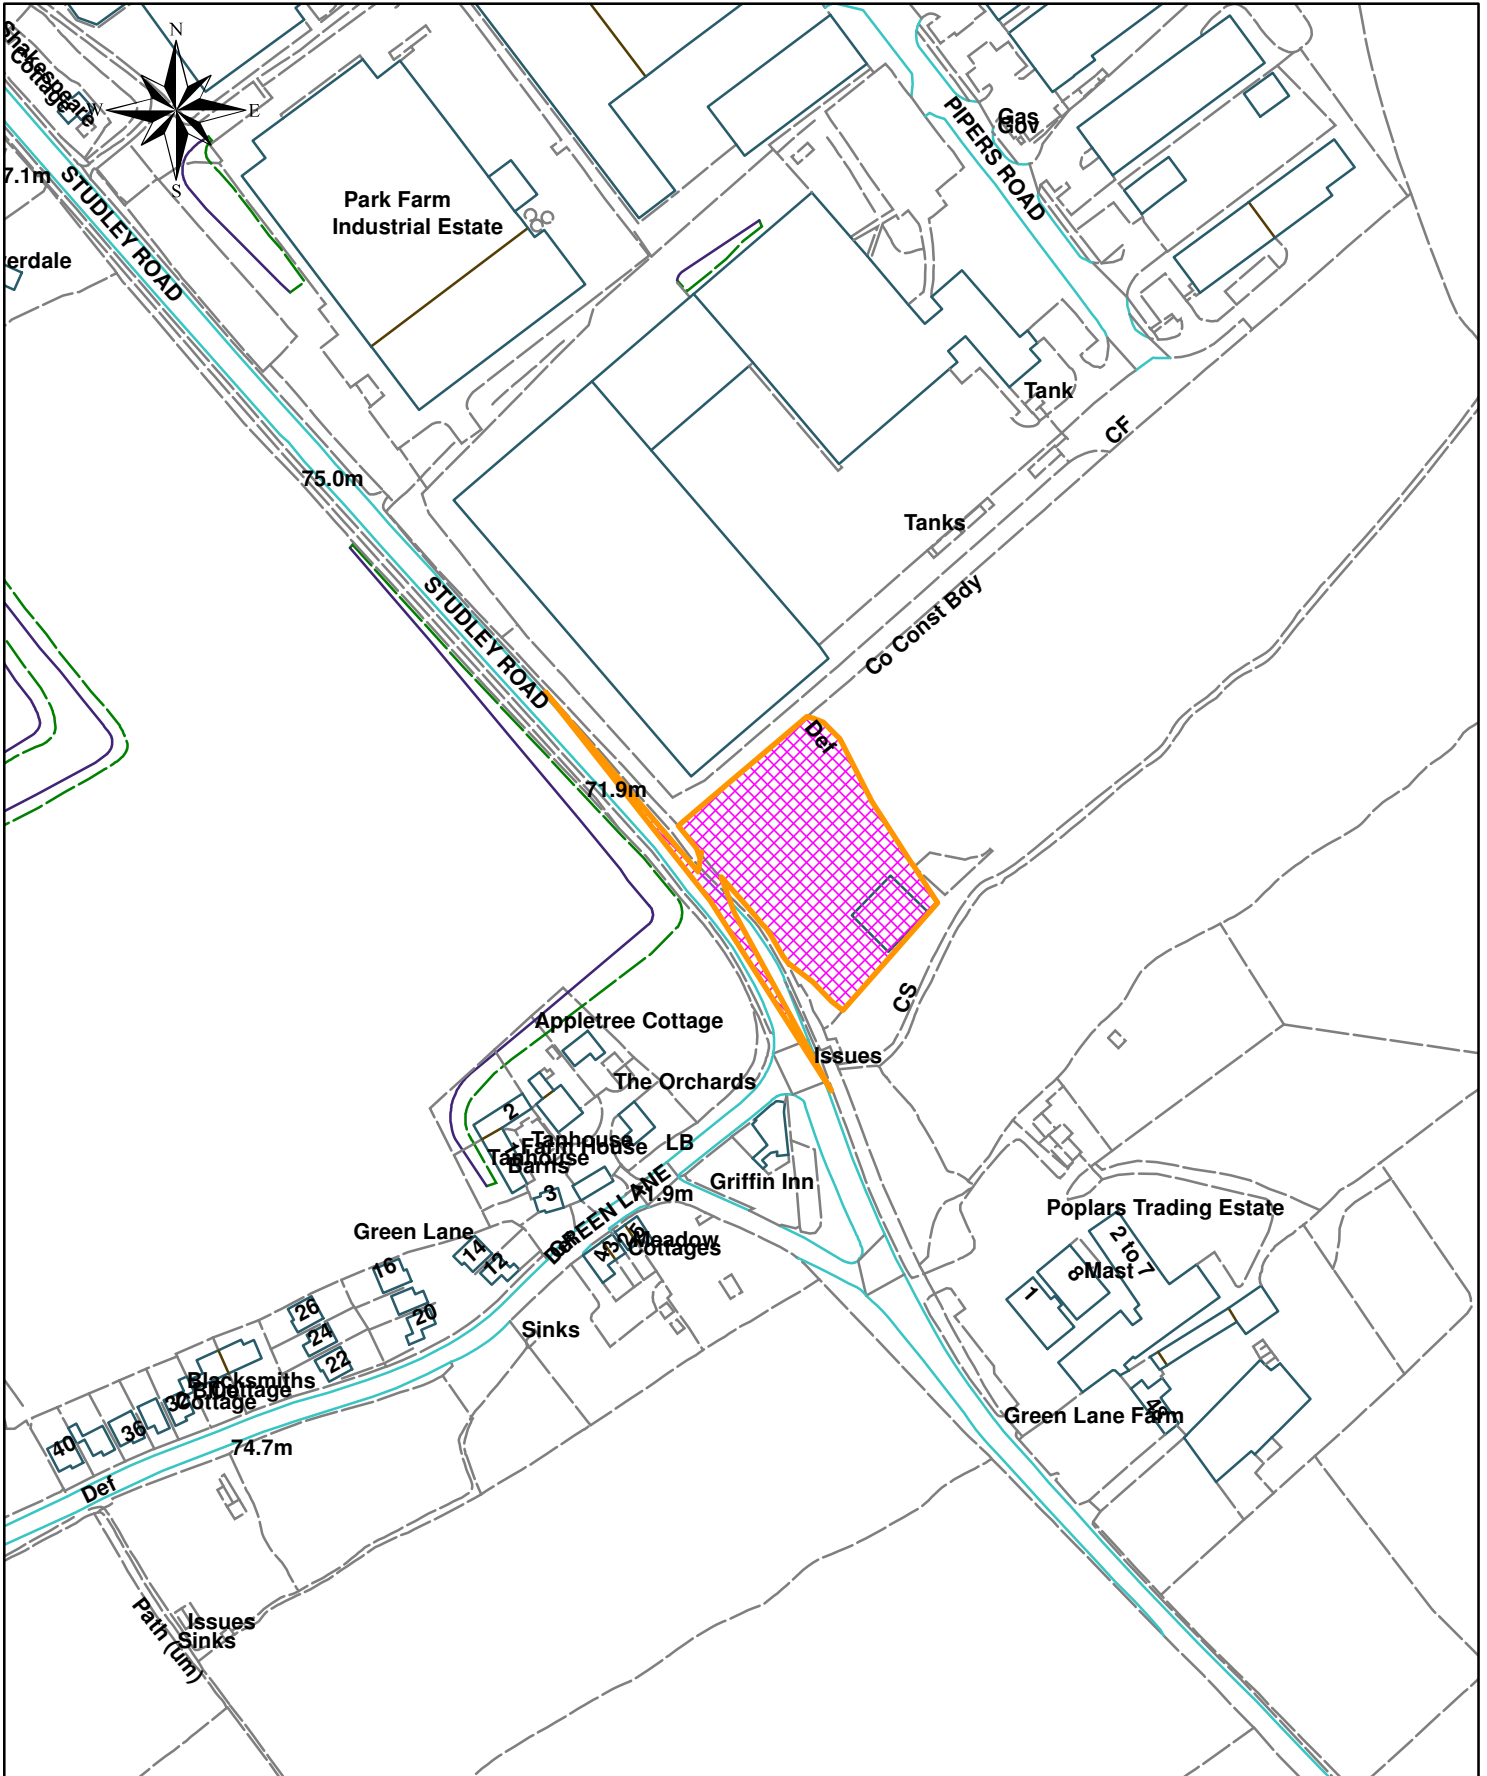 Shakespeare
Cottage
N
W
E
S
7.1m
STUDLEY ROAD
erdale
Park Farm
Industrial Estate
PIPERS ROAD
Gas
Gov
Tank
CF
75.0m
Tanks
STUDLEY ROAD
Co Const Bdy
Def
71.9m
CS
Appletree Cottage
Issues
The Orchards
2
Tanhouse
Farm House
LB
1
Tanhouse
Barns
3
GREEN LANE
71.9m
Griffin Inn
Poplars Trading Estate
Green Lane
Def
Meadow
Cottages
14
12
16
2 to 7
8
Mast
1
26
24
22
20
Sinks
Blacksmiths
Cottage
Cottage
36
40
74.7m
Green Lane Farm
48
Def
Path (um)
Issues
Sinks